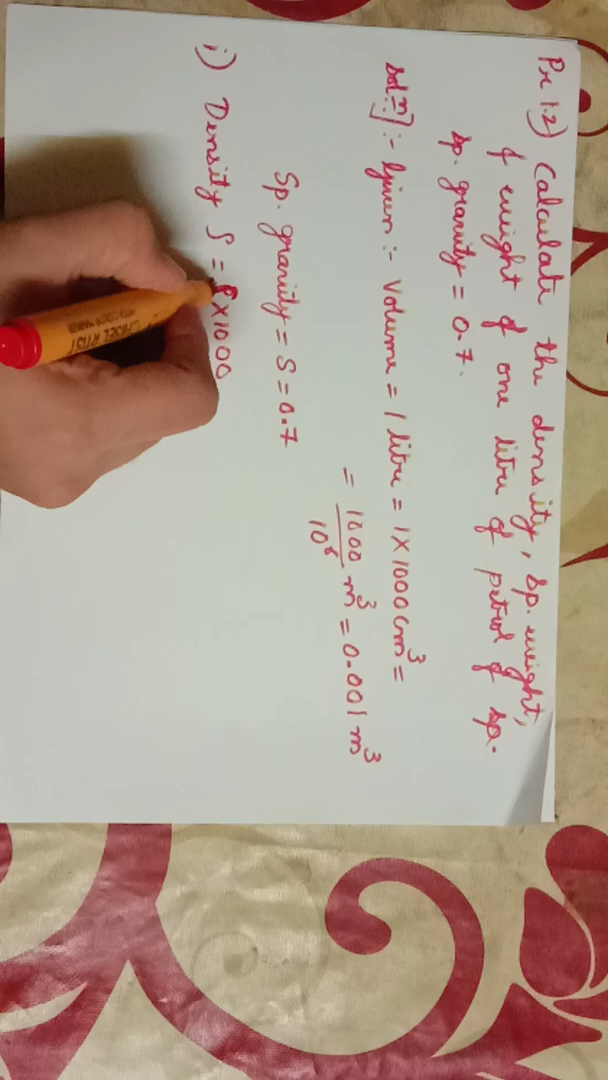 Pr 1.2) Calculate the density, sp. weight,
& weight of one litre of petrol of sp.
sp. gravity = 0.7.
Soln] :- Given :- Volume = 1 litre = 1 X 1000 cm³ =
= 1000/10⁶ m³ = 0.001 m³
Sp. gravity = S = 0.7
i) Density S = S X 1000
CAMEL